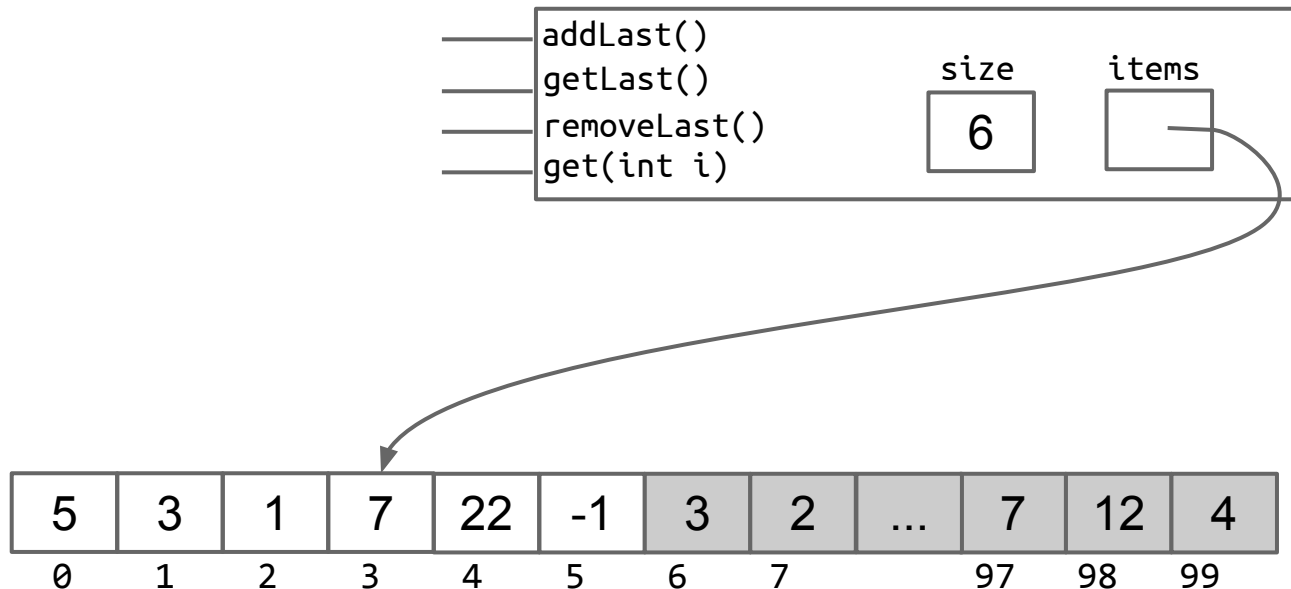 addLast()
getLast()
removeLast()
get(int i)
size items
6
5 3 1 7 22 -1 3 2 ... 7 12 4
0 1 2 3 4 5 6 7 97 98 99